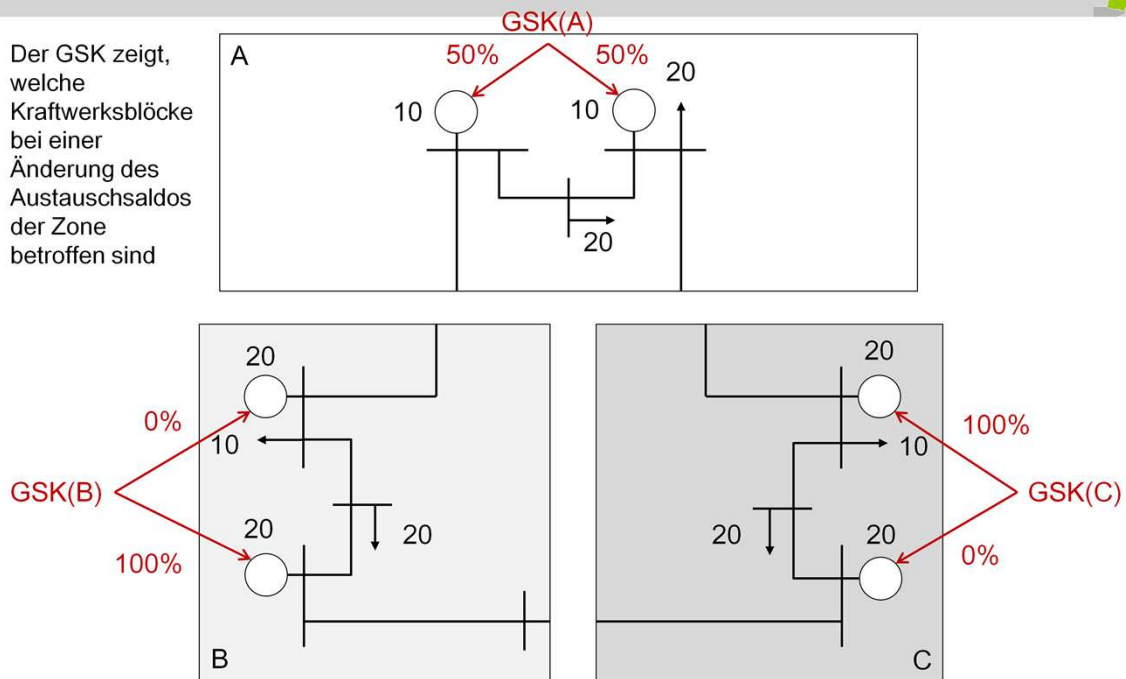 GSK(A)
Der GSK zeigt,
welche
Kraftwerksblöcke
bei einer
Änderung des
Austauschsaldos
der Zone
betroffen sind
A
50% 50%
20
10 10
20
20
0%
10
GSK(B)
20
20
100%
B
20
100%
10
GSK(C)
20
20
0%
C